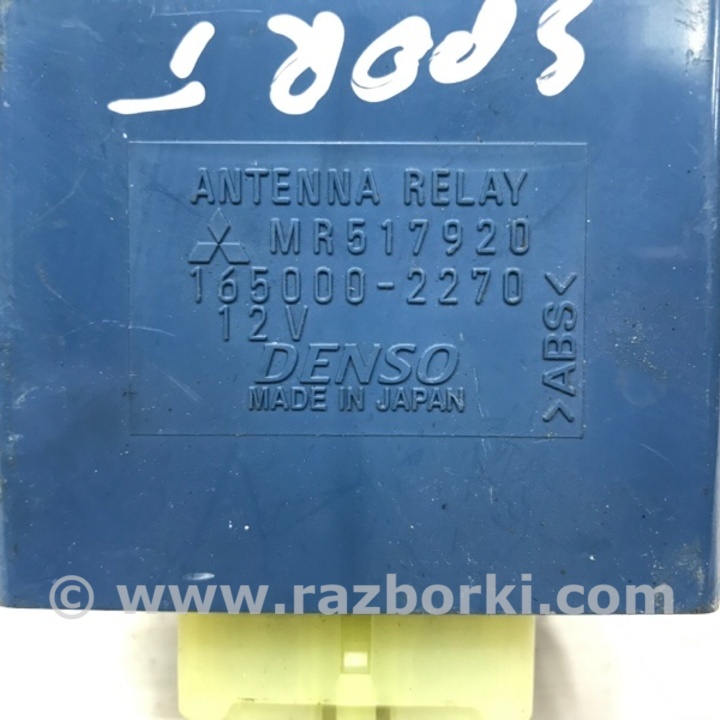 SPORT
ANTENNA RELAY
MR517920
165000-2270
12V
DENSO
MADE IN JAPAN
>ABS<
© www.razborki.com